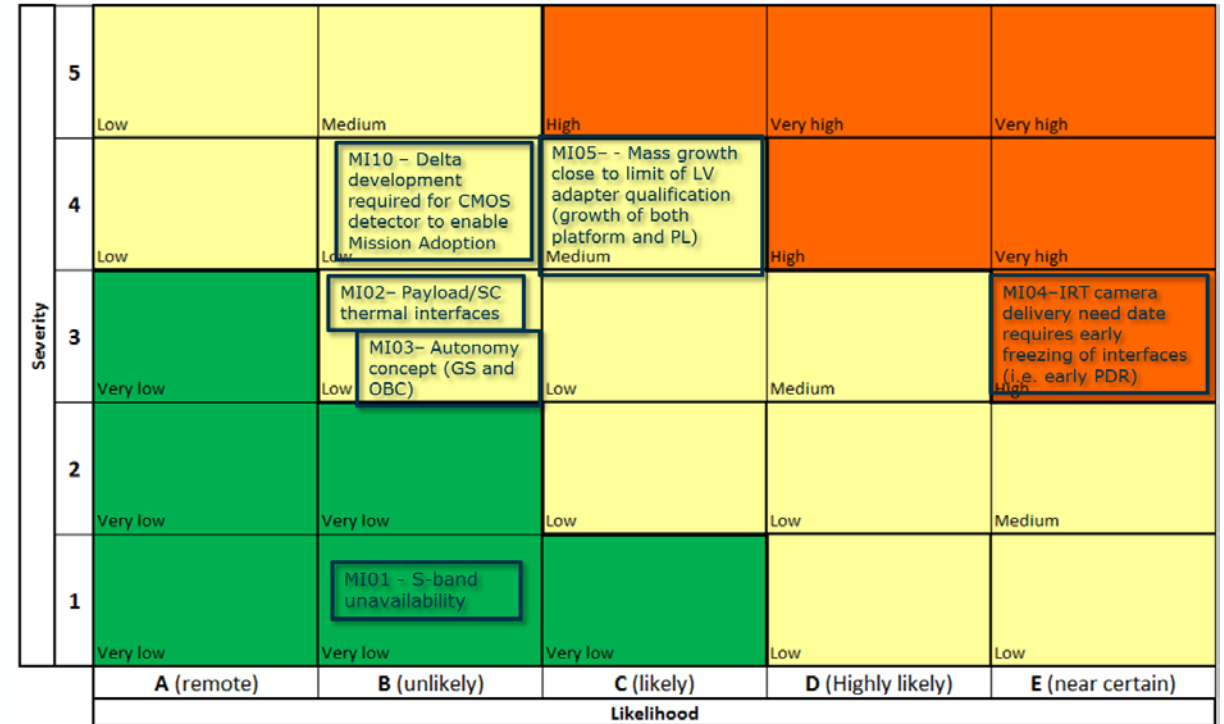 Severity
5
Low
Medium
High
Very high
Very high
4
MI10 – Delta
development
required for CMOS
detector to enable
Mission Adoption
MI05– - Mass growth
close to limit of LV
adapter qualification
(growth of both
platform and PL)
Low
Low
Medium
High
Very high
3
MI02– Payload/SC
thermal interfaces
MI03– Autonomy
concept (GS and
OBC)
MI04–IRT camera
delivery need date
requires early
freezing of interfaces
(i.e. early PDR)
Very low
Low
Low
Medium
High
2
Very low
Very low
Low
Low
Medium
1
MI01 - S-band
unavailability
Very low
Very low
Very low
Low
Low
A (remote)
B (unlikely)
C (likely)
D (Highly likely)
E (near certain)
Likelihood